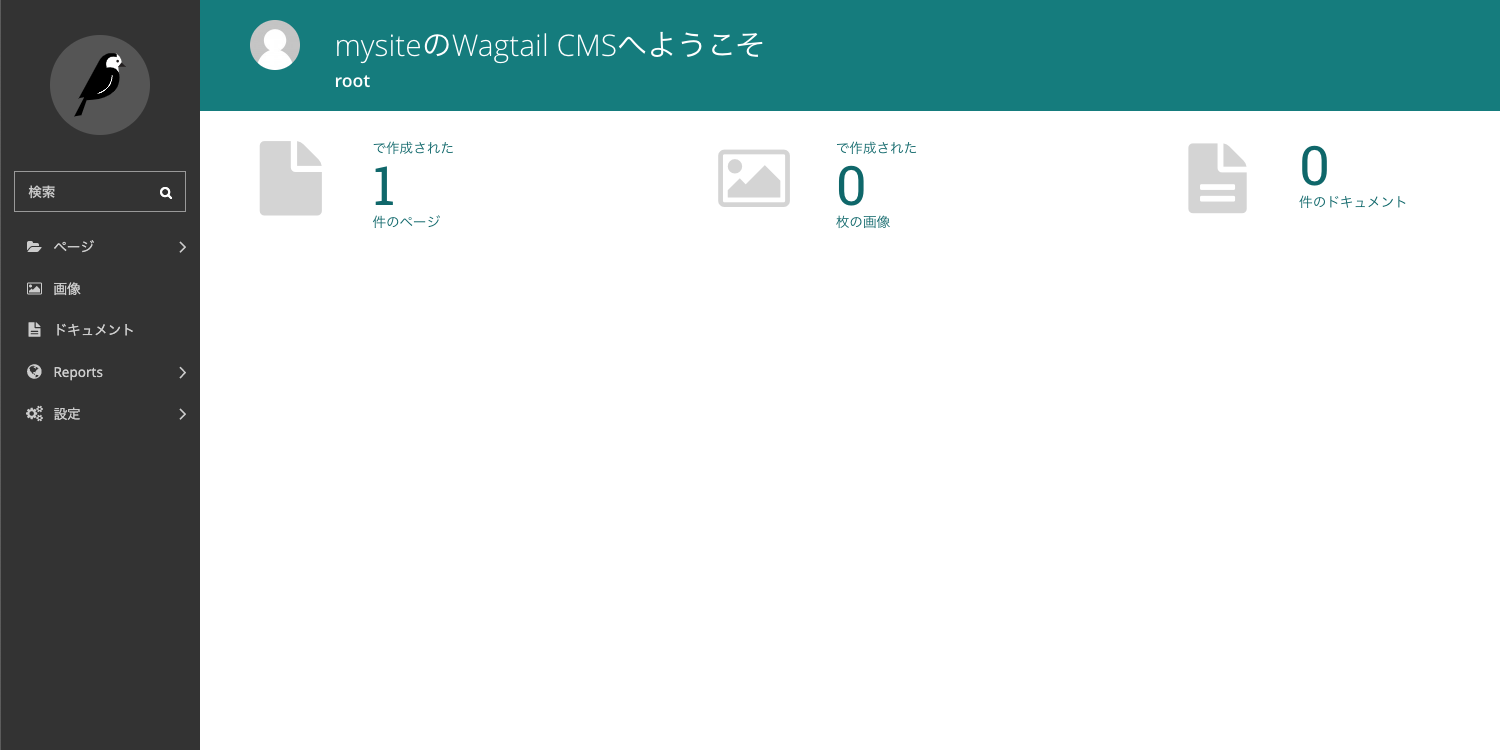 mysiteのWagtail CMSへようこそ
root
検索
ページ
画像
ドキュメント
Reports
設定
で作成された
1
件のページ
で作成された
0
枚の画像
0
件のドキュメント